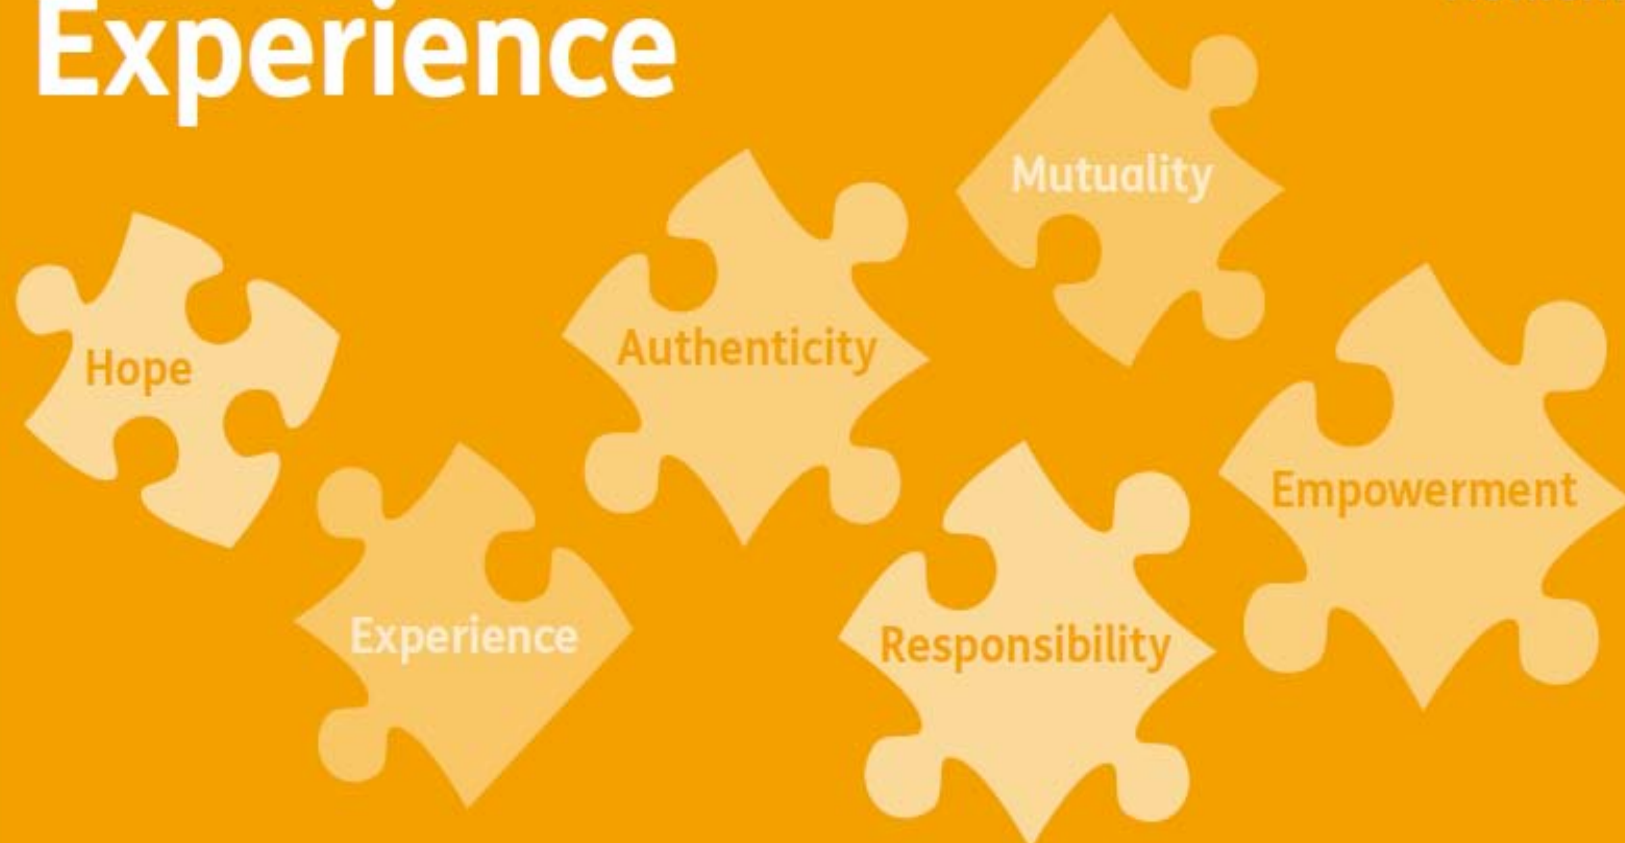 Experience
Mutuality
Authenticity
Hope
Empowerment
Experience
Responsibility